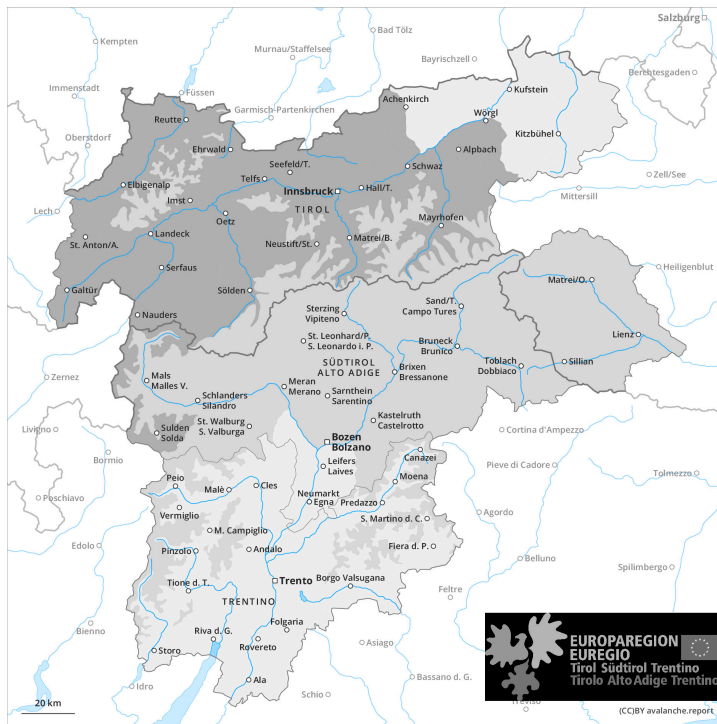 Salzburg
Kempten
Bad Tölz
Murnau/Staffelsee
Bayrischzell
Berchtesgaden
Immenstadt
Füssen
Garmisch-Partenkirchen
Achenkirch
Kufstein
Oberstdorf
Reutte
Wörgl
Kitzbühel
Ehrwald
Seefeld/T.
Alpbach
Telfs
Schwaz
Zell/See
Elbigenalp
Innsbruck
Hall/T.
Mittersill
Imst
TIROL
Lech
Oetz
Mayrhofen
St. Anton/A.
Landeck
Neustift/St.
Matrei/B.
Serfaus
Heiligenblut
Galtür
Sölden
Matrei/O.
Nauders
Sterzing
Vipiteno
Sand/T.
Campo Tures
St. Leonhard/P.
S. Leonardo i. P.
Bruneck
Brunico
Lienz
SÜDTIROL
ALTO ADIGE
Toblach
Dobbiaco
Sillian
Zernez
Mals
Malles V.
Meran
Merano
Brixen
Bressanone
Schlanders
Silandro
Sarnthein
Sarentino
St. Walburg
S. Valburga
Kastelruth
Castelrotto
Livigno
Sulden
Solda
Bozen
Bolzano
Cortina d'Ampezzo
Bormio
Canazei
Leifers
Laives
Pieve di Cadore
Tolmezzo
Peio
Malè
Cles
Moena
Poschiavo
Neumarkt
Egna
Predazzo
Vermiglio
Agordo
S. Martino d. C.
M. Campiglio
Edolo
Pinzolo
Andalo
Fiera d. P.
Belluno
Spilimbergo
Tione d. T.
Trento
Borgo Valsugana
Feltre
TRENTINO
Folgaria
Bienno
Riva d. G.
Storo
Rovereto
Asiago
Bassano d. G.
Idro
Ala
Schio
Treviso
EUROPAREGION
EUREGIO
Tirol Südtirol Trentino
Tirolo Alto Adige Trentino
20 km
(CC)BY avalanche.report